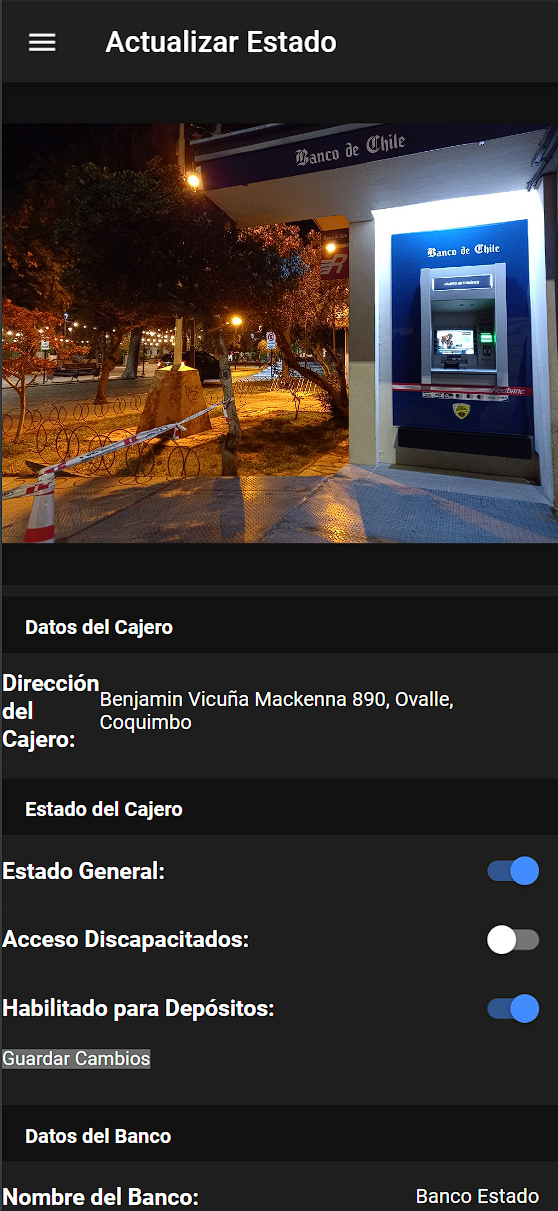 Actualizar Estado
Banco de Chile
Banco de Chile
redbanc
Datos del Cajero
Dirección
del
Cajero:
Benjamin Vicuña Mackenna 890, Ovalle,
Coquimbo
Estado del Cajero
Estado General:
Acceso Discapacitados:
Habilitado para Depósitos:
Guardar Cambios
Datos del Banco
Nombre del Banco:
Banco Estado